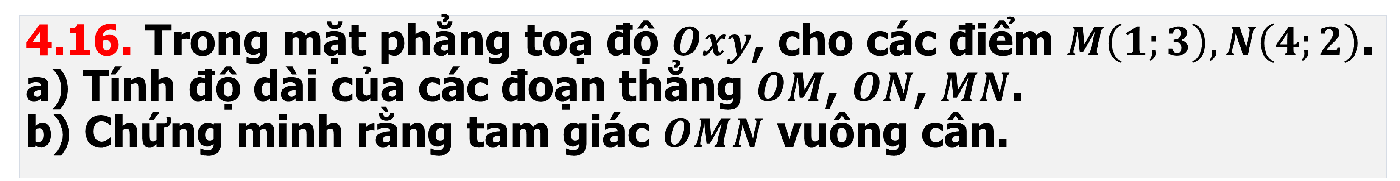 4.16. Trong mặt phẳng toạ độ Oxy, cho các điểm M(1; 3), N(4; 2).
a) Tính độ dài của các đoạn thẳng OM, ON, MN.
b) Chứng minh rằng tam giác OMN vuông cân.